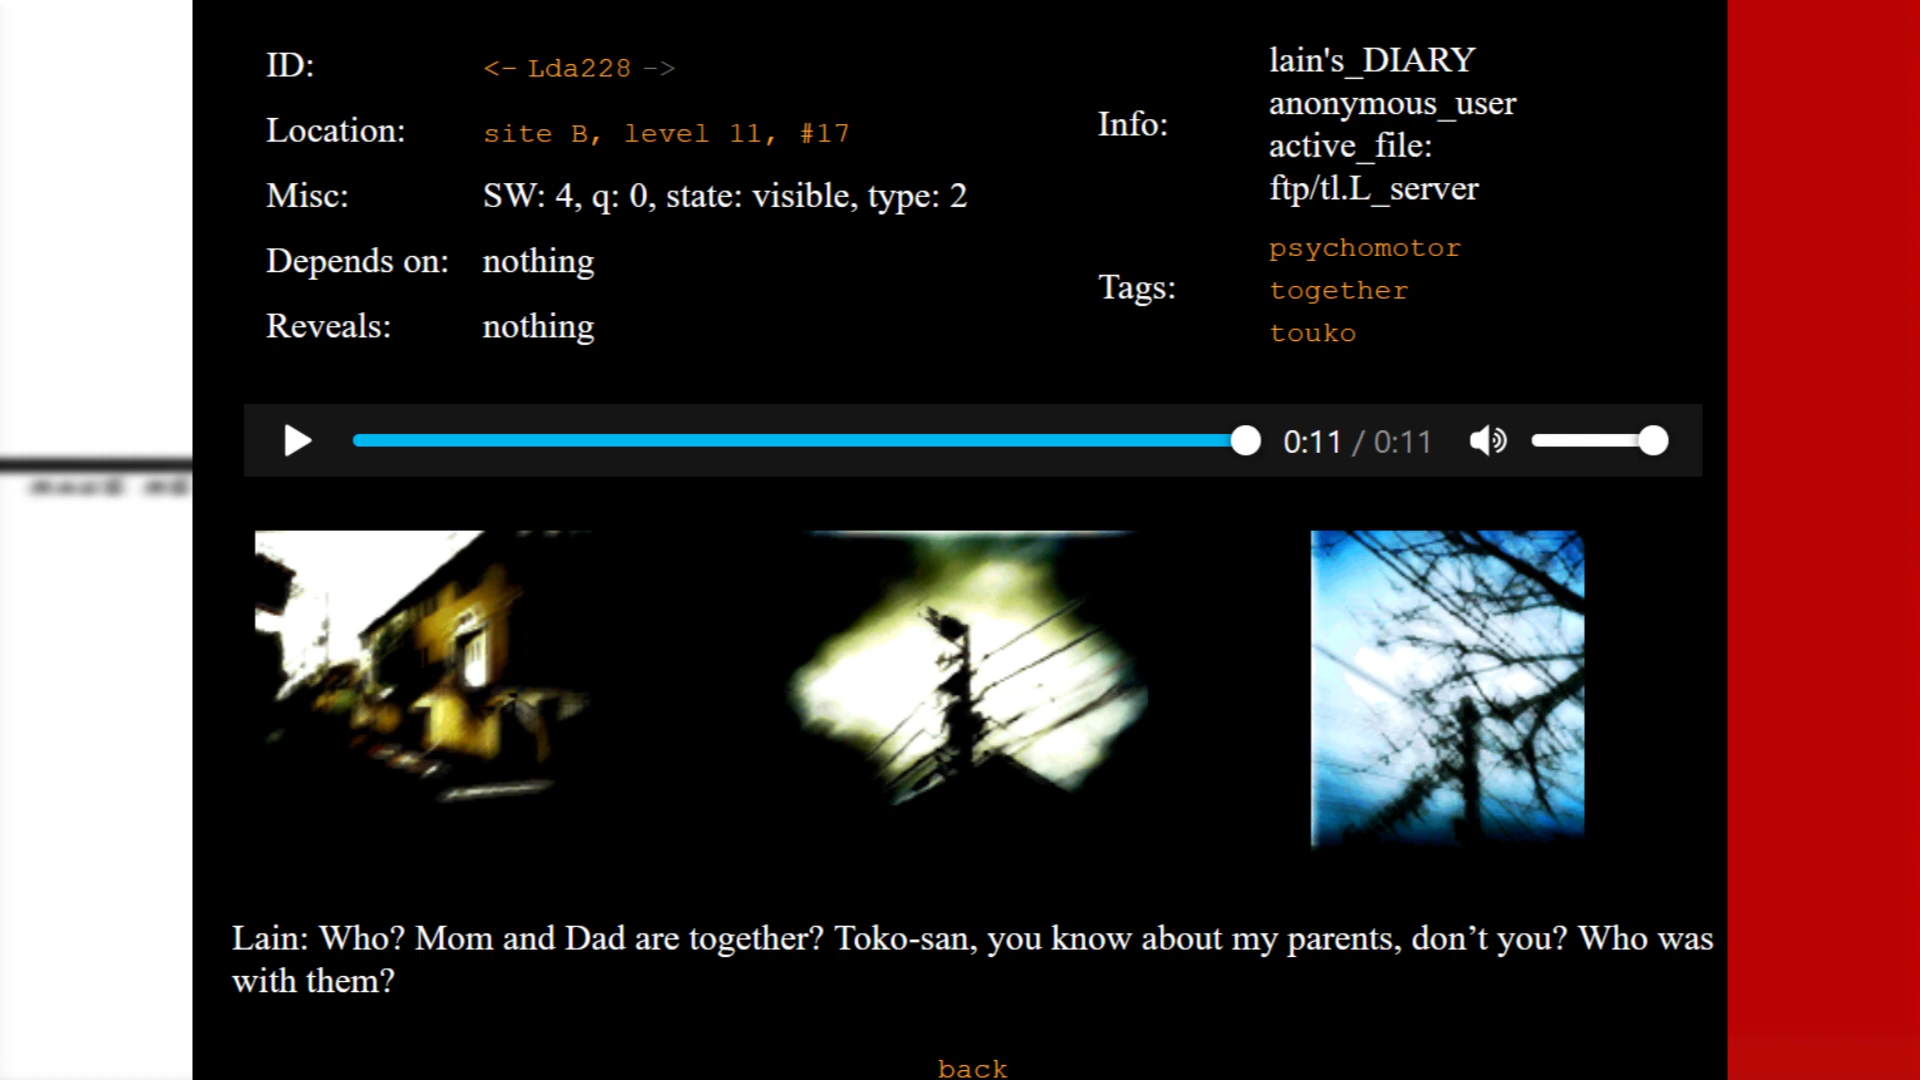 ID: <- Lda228 ->
Location: site B, level 11, #17
Misc: SW: 4, q: 0, state: visible, type: 2
Depends on: nothing
Reveals: nothing
Info:
lain's_DIARY
anonymous_user
active_file:
ftp/tl.L_server
Tags:
psychomotor
together
touko
0:11 / 0:11
Lain: Who? Mom and Dad are together? Toko-san, you know about my parents, don’t you? Who was
with them?
back